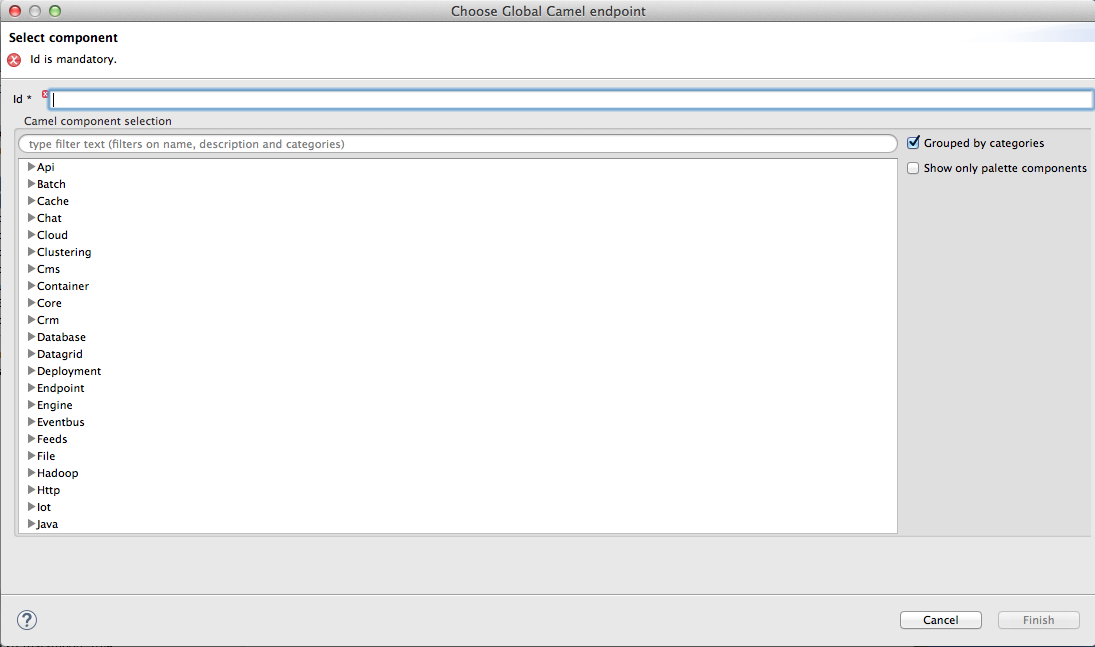 Choose Global Camel endpoint
Select component
Id is mandatory.
Id *
Camel component selection
type filter text (filters on name, description and categories)
Grouped by categories
Show only palette components
Api
Batch
Cache
Chat
Cloud
Clustering
Cms
Container
Core
Crm
Database
Datagrid
Deployment
Endpoint
Engine
Eventbus
Feeds
File
Hadoop
Http
Iot
Java
?
Cancel
Finish